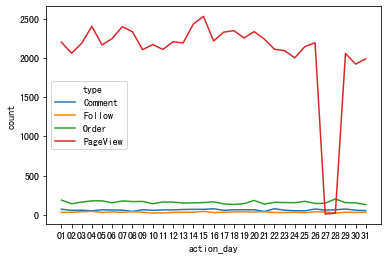 2500
2000
1500
1000
500
0
count
type
Comment
Follow
Order
PageView
01 02 03 04 05 06 07 08 09 10 11 12 13 14 15 16 17 18 19 20 21 22 23 24 25 26 27 28 29 30 31
action_day